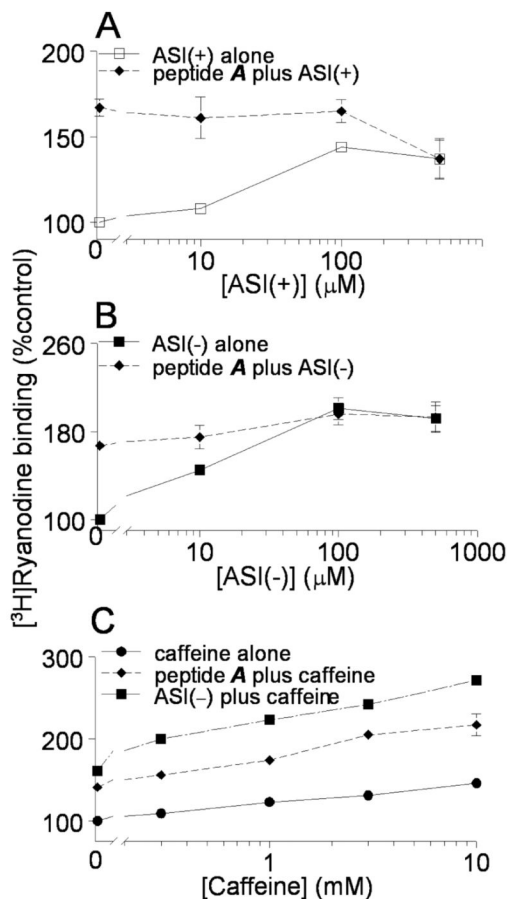 A
200
ASI(+) alone
peptide A plus ASI(+)
150
100
0
10
100
[ASI(+)] (μM)
[³H]Ryanodine binding (%control)
B
260
ASI(-) alone
peptide A plus ASI(-)
180
100
0
10
100
1000
[ASI(-)] (μM)
C
300
caffeine alone
peptide A plus caffeine
ASI(-) plus caffeine
200
100
0
1
10
[Caffeine] (mM)